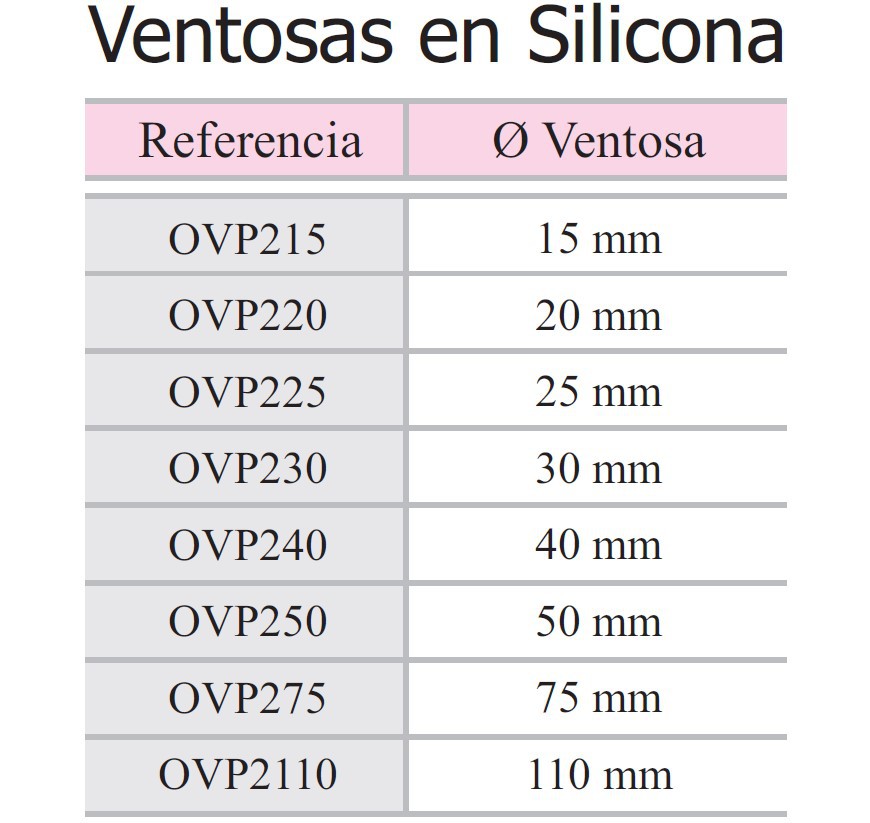 Ventosas en Silicona
Referencia Ø Ventosa
OVP215 15 mm
OVP220 20 mm
OVP225 25 mm
OVP230 30 mm
OVP240 40 mm
OVP250 50 mm
OVP275 75 mm
OVP2110 110 mm